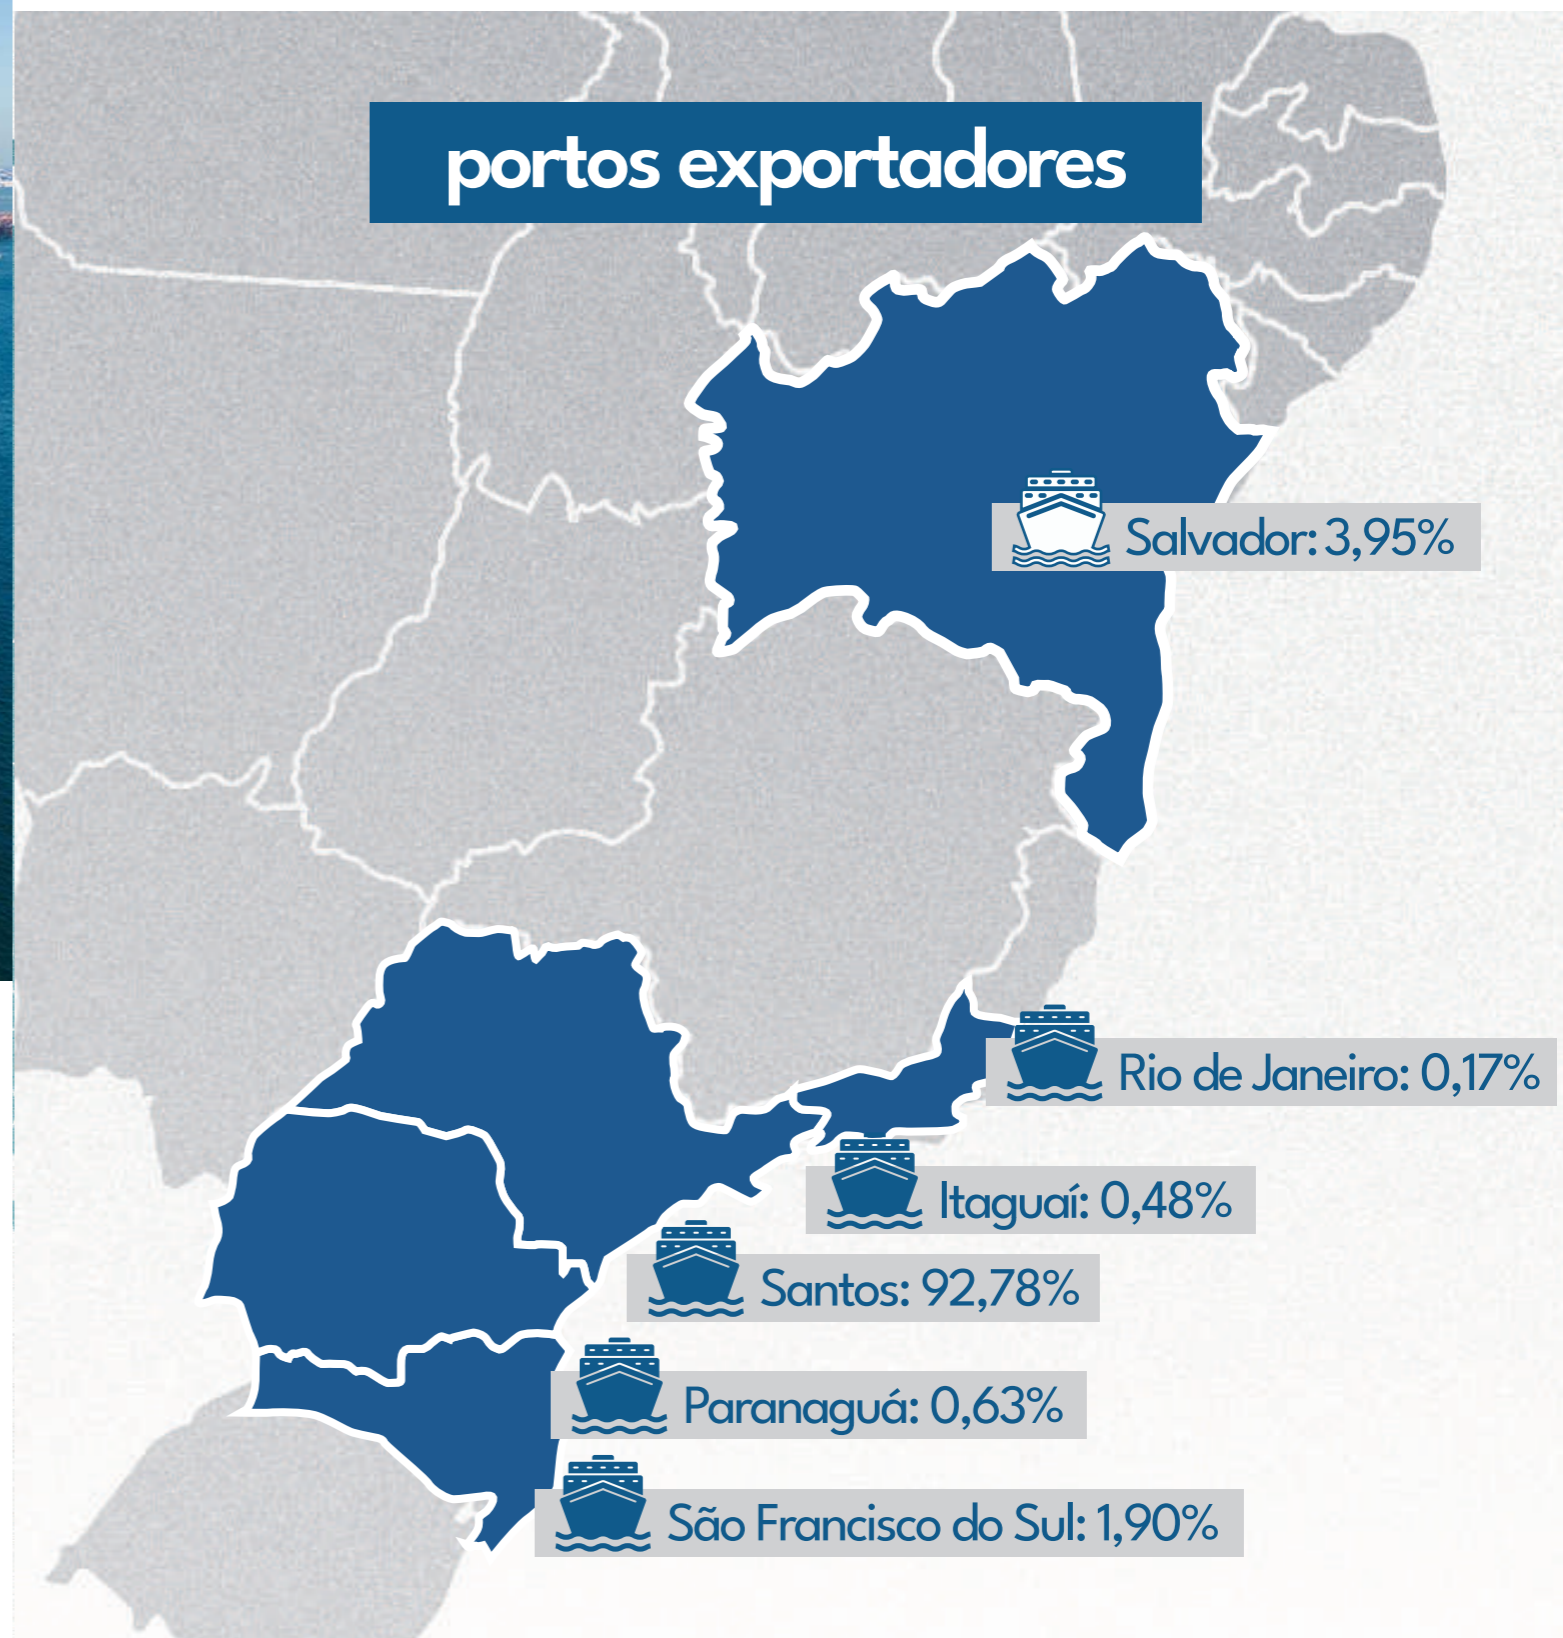 portos exportadores
Salvador: 3,95%
Rio de Janeiro: 0,17%
Itaguaí: 0,48%
Santos: 92,78%
Paranaguá: 0,63%
São Francisco do Sul: 1,90%